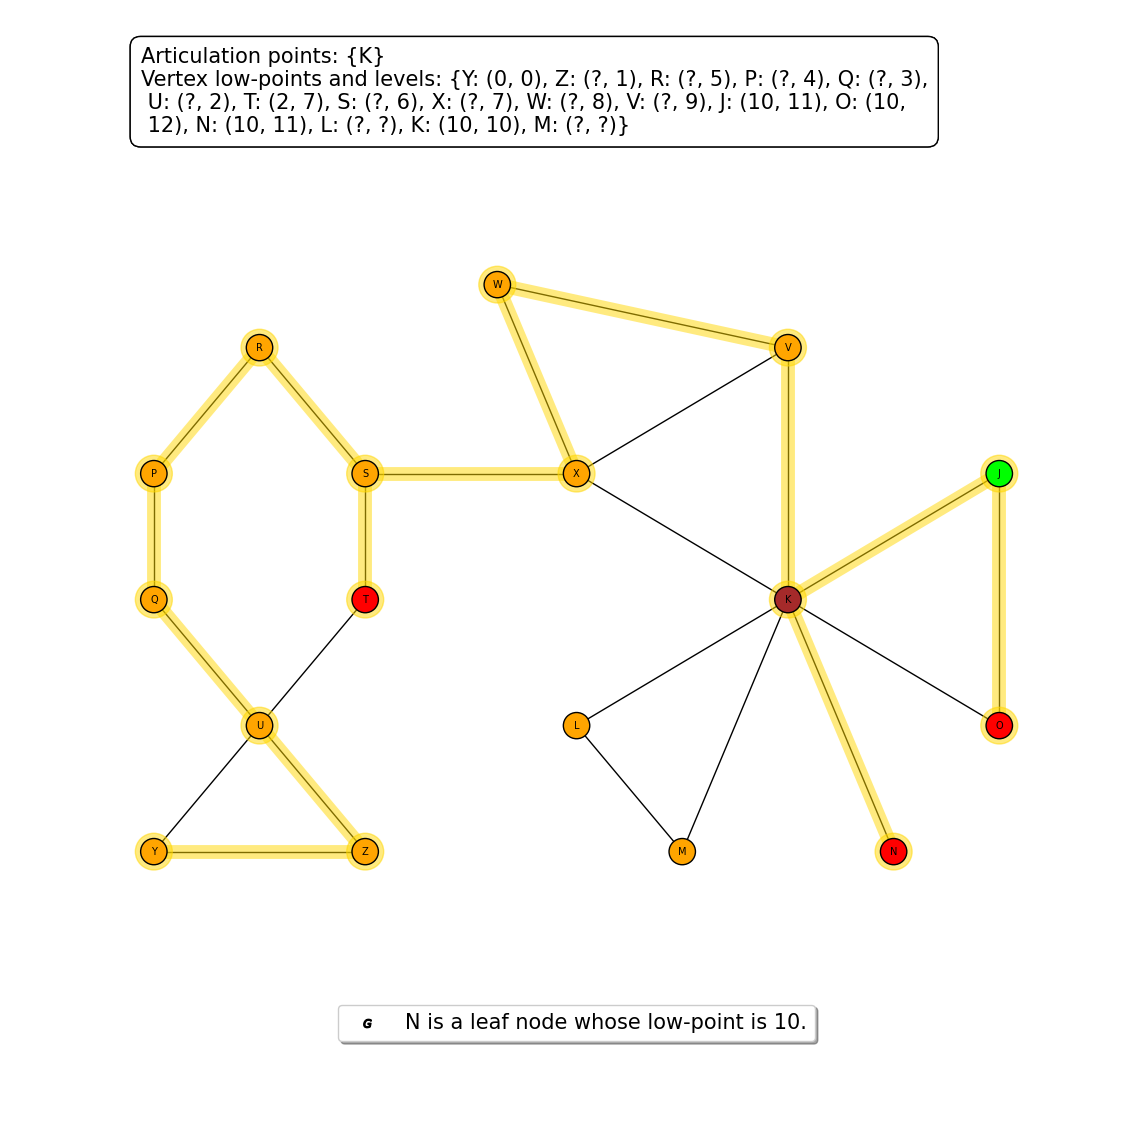 Articulation points: {K}
Vertex low-points and levels: {Y: (0, 0), Z: (?, 1), R: (?, 5), P: (?, 4), Q: (?, 3),
U: (?, 2), T: (2, 7), S: (?, 6), X: (?, 7), W: (?, 8), V: (?, 9), J: (10, 11), O: (10,
12), N: (10, 11), L: (?, ?), K: (10, 10), M: (?, ?)}
W
R
V
P
S
X
J
Q
T
K
U
L
O
Y
Z
M
N
G N is a leaf node whose low-point is 10.